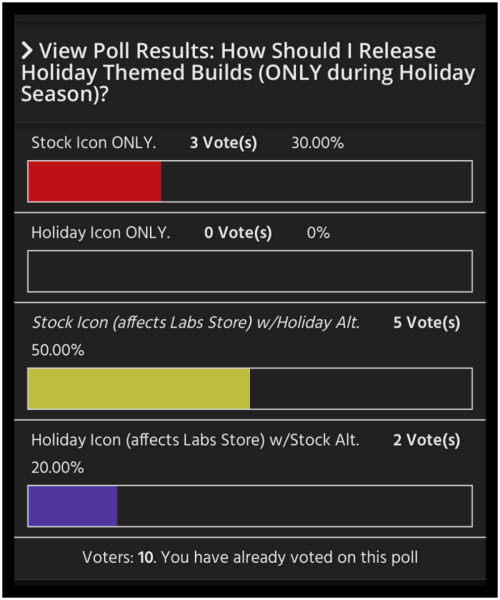 View Poll Results: How Should I Release
Holiday Themed Builds (ONLY during Holiday
Season)?
Stock Icon ONLY. 3 Vote(s) 30.00%
Holiday Icon ONLY. 0 Vote(s) 0%
Stock Icon (affects Labs Store) w/Holiday Alt. 5 Vote(s)
50.00%
Holiday Icon (affects Labs Store) w/Stock Alt. 2 Vote(s)
20.00%
Voters: 10. You have already voted on this poll